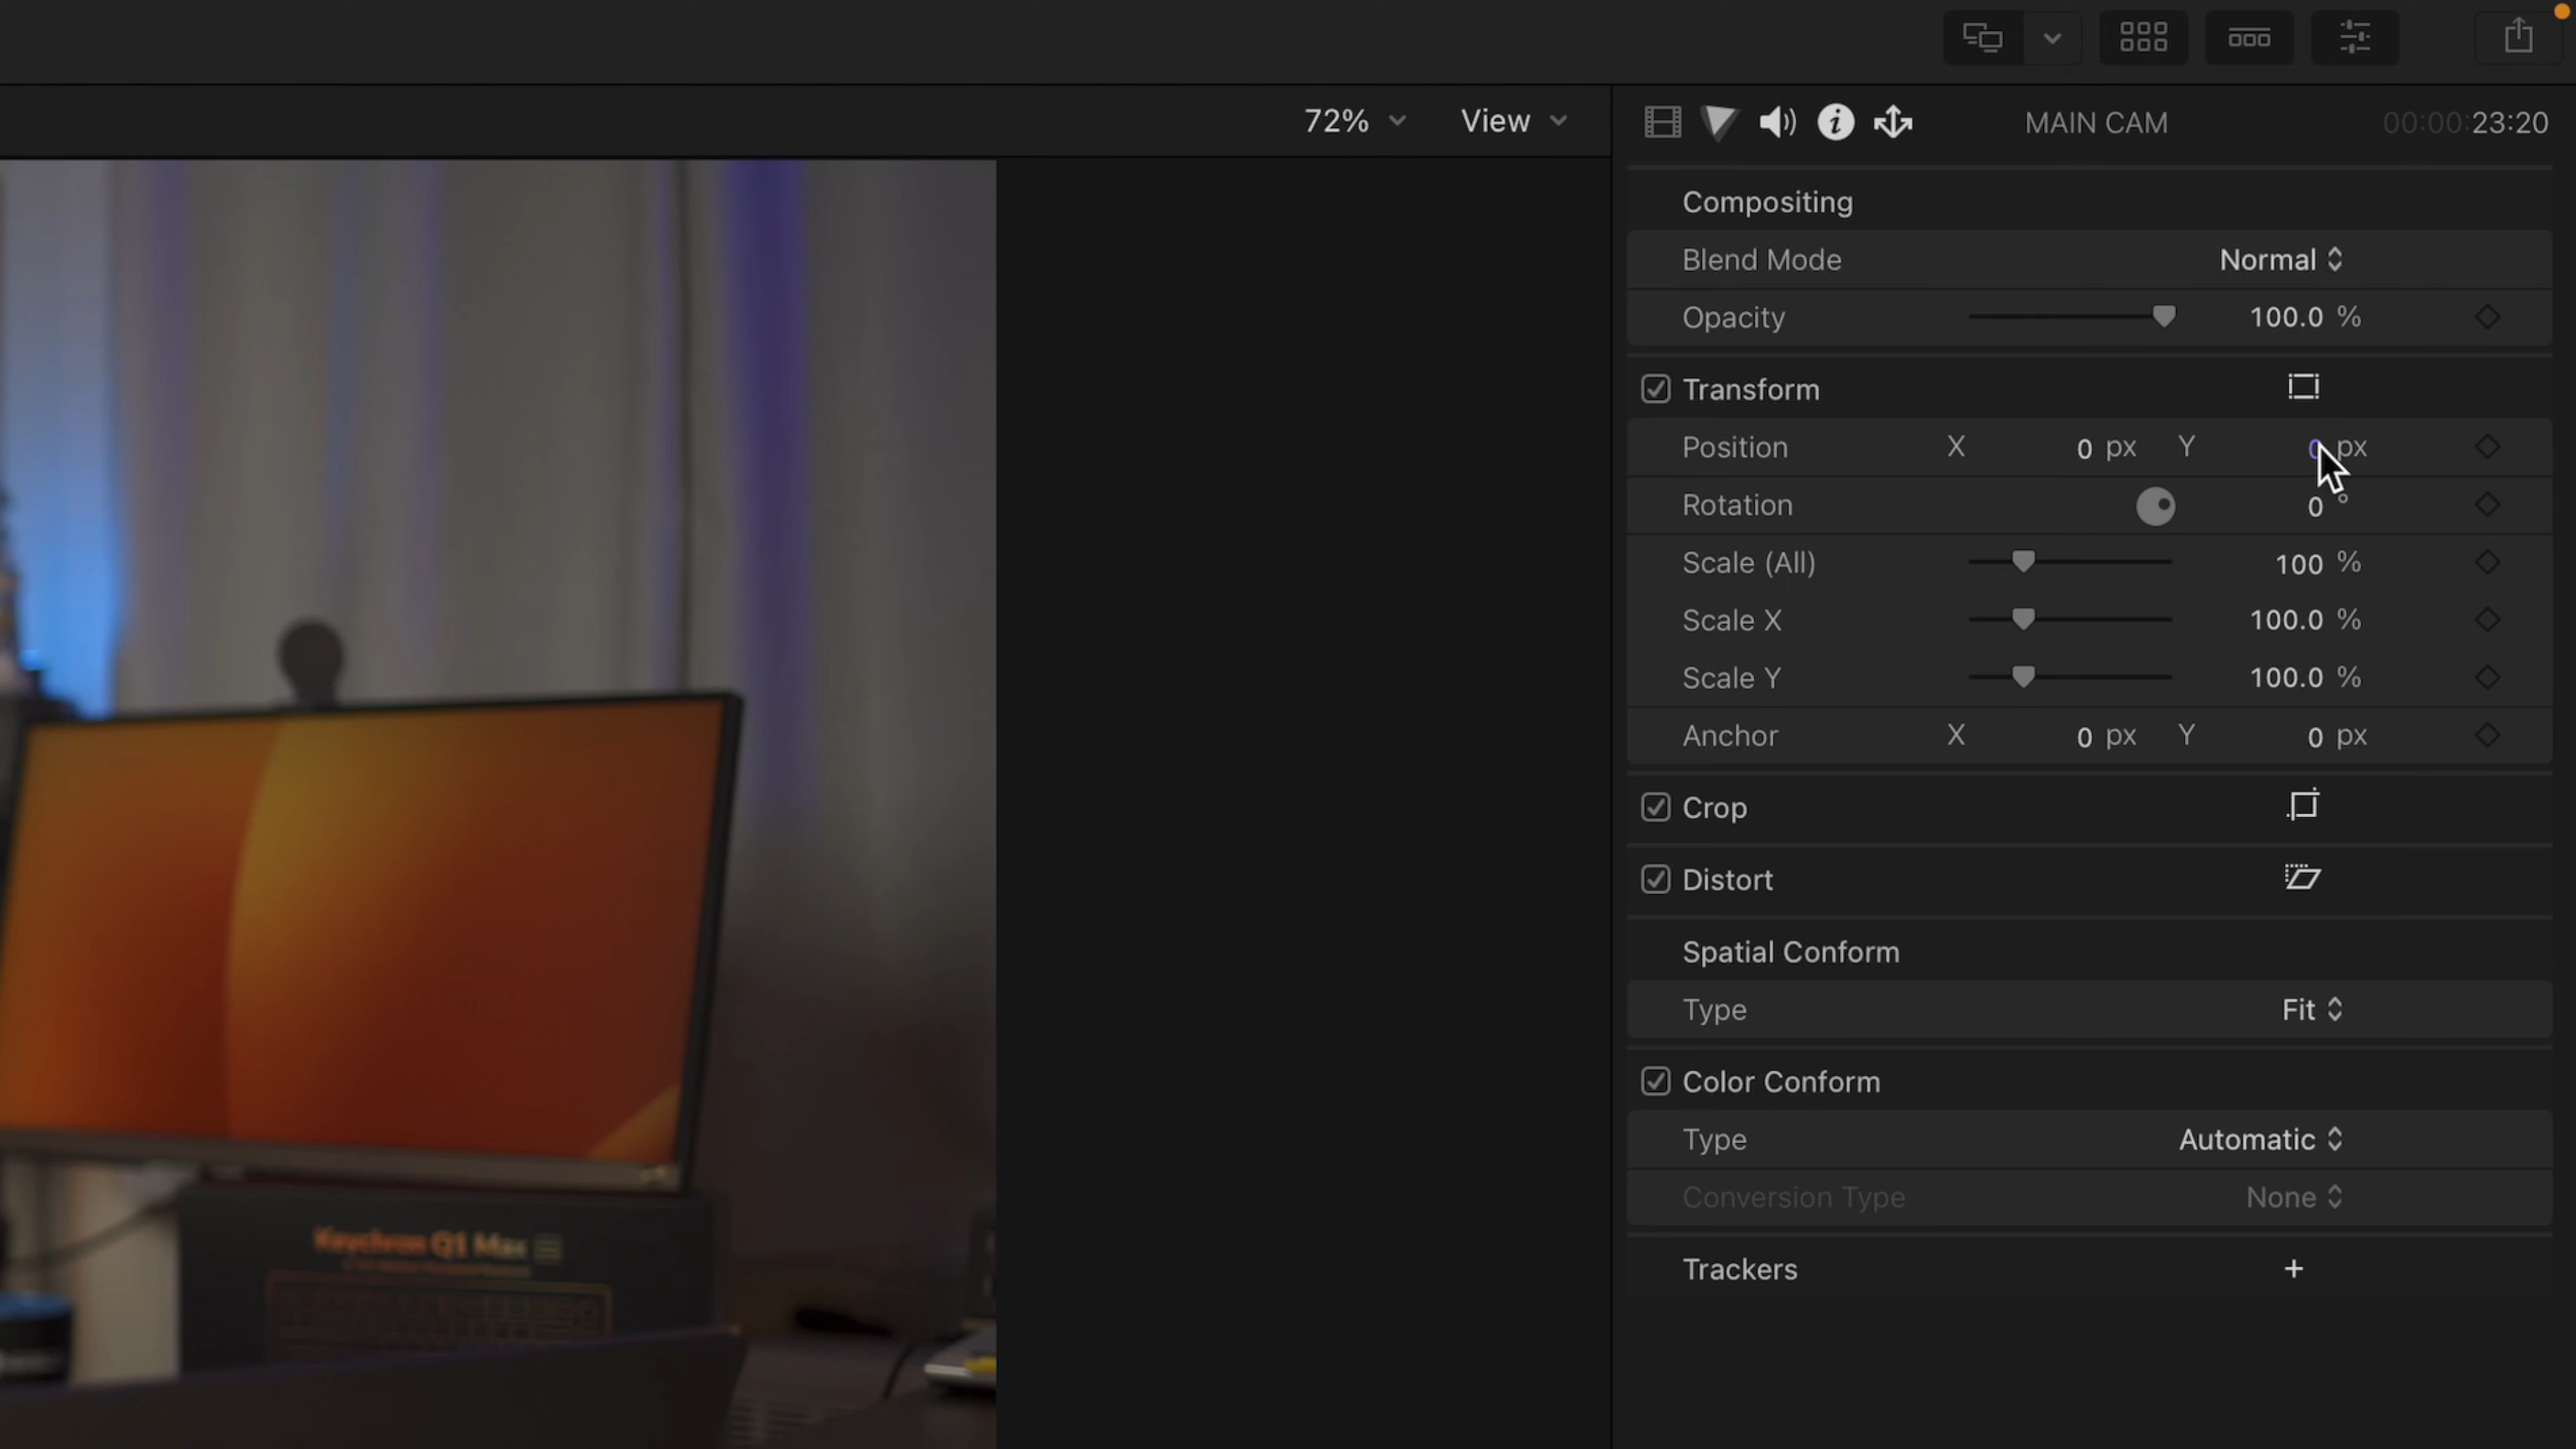 72% View MAIN CAM 00:00:23:20
Compositing
Blend Mode Normal
Opacity 100.0 %
Transform
Position X 0 px Y 0 px
Rotation 0 °
Scale (All) 100 %
Scale X 100.0 %
Scale Y 100.0 %
Anchor X 0 px Y 0 px
Crop
Distort
Spatial Conform
Type Fit
Color Conform
Type Automatic
Conversion Type None
Trackers +
Keychron Q1 Max